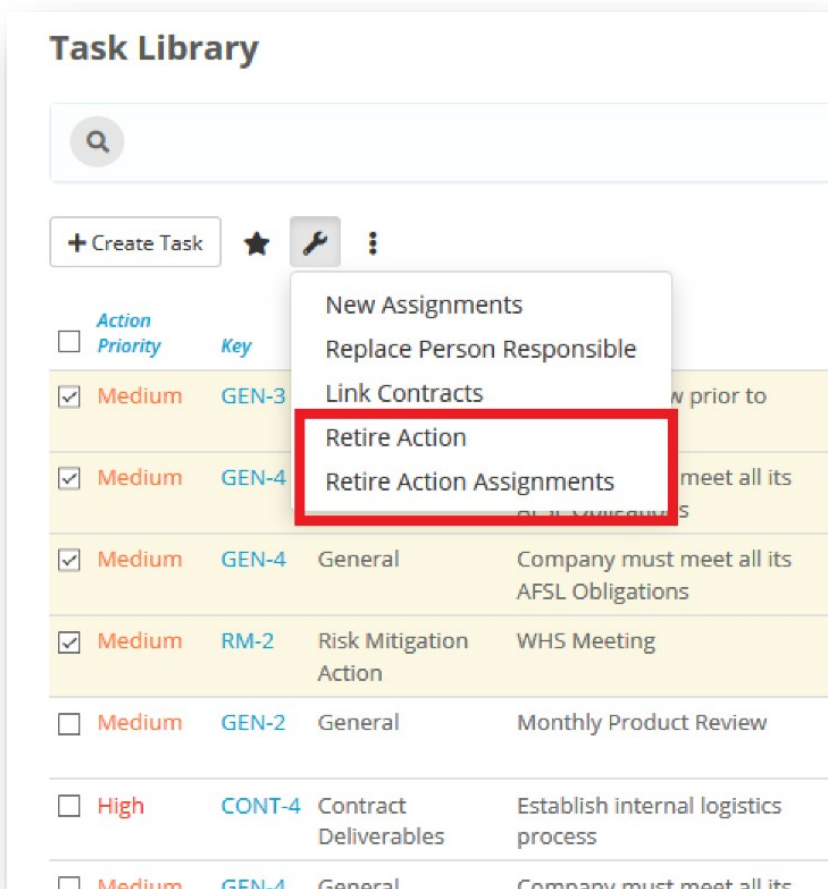 Task Library
Create Task
New Assignments
Replace Person Responsible
Link Contracts
Retire Action
Retire Action Assignments
Action
Priority Key
Medium GEN-3 prior to
Medium GEN-4 meet all its
AFSL Obligations
Medium GEN-4 General Company must meet all its
AFSL Obligations
Medium RM-2 Risk Mitigation WHS Meeting
Action
Medium GEN-2 General Monthly Product Review
High CONT-4 Contract Establish internal logistics
Deliverables process
Medium GEN-4 General Company must meet all its